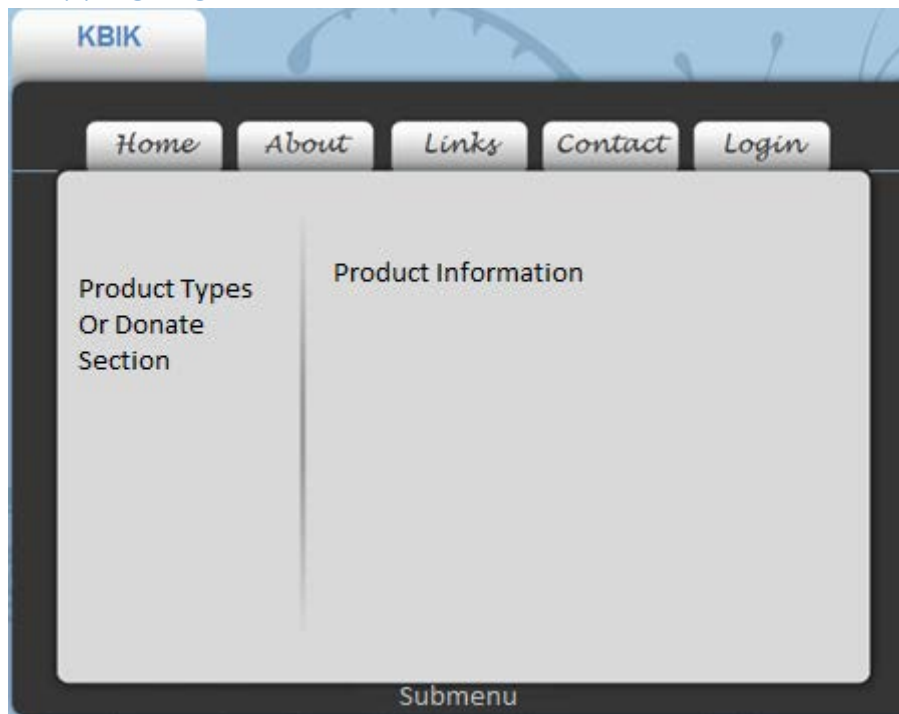 KBIK
Home About Links Contact Login
Product Information
Product Types
Or Donate
Section
Submenu